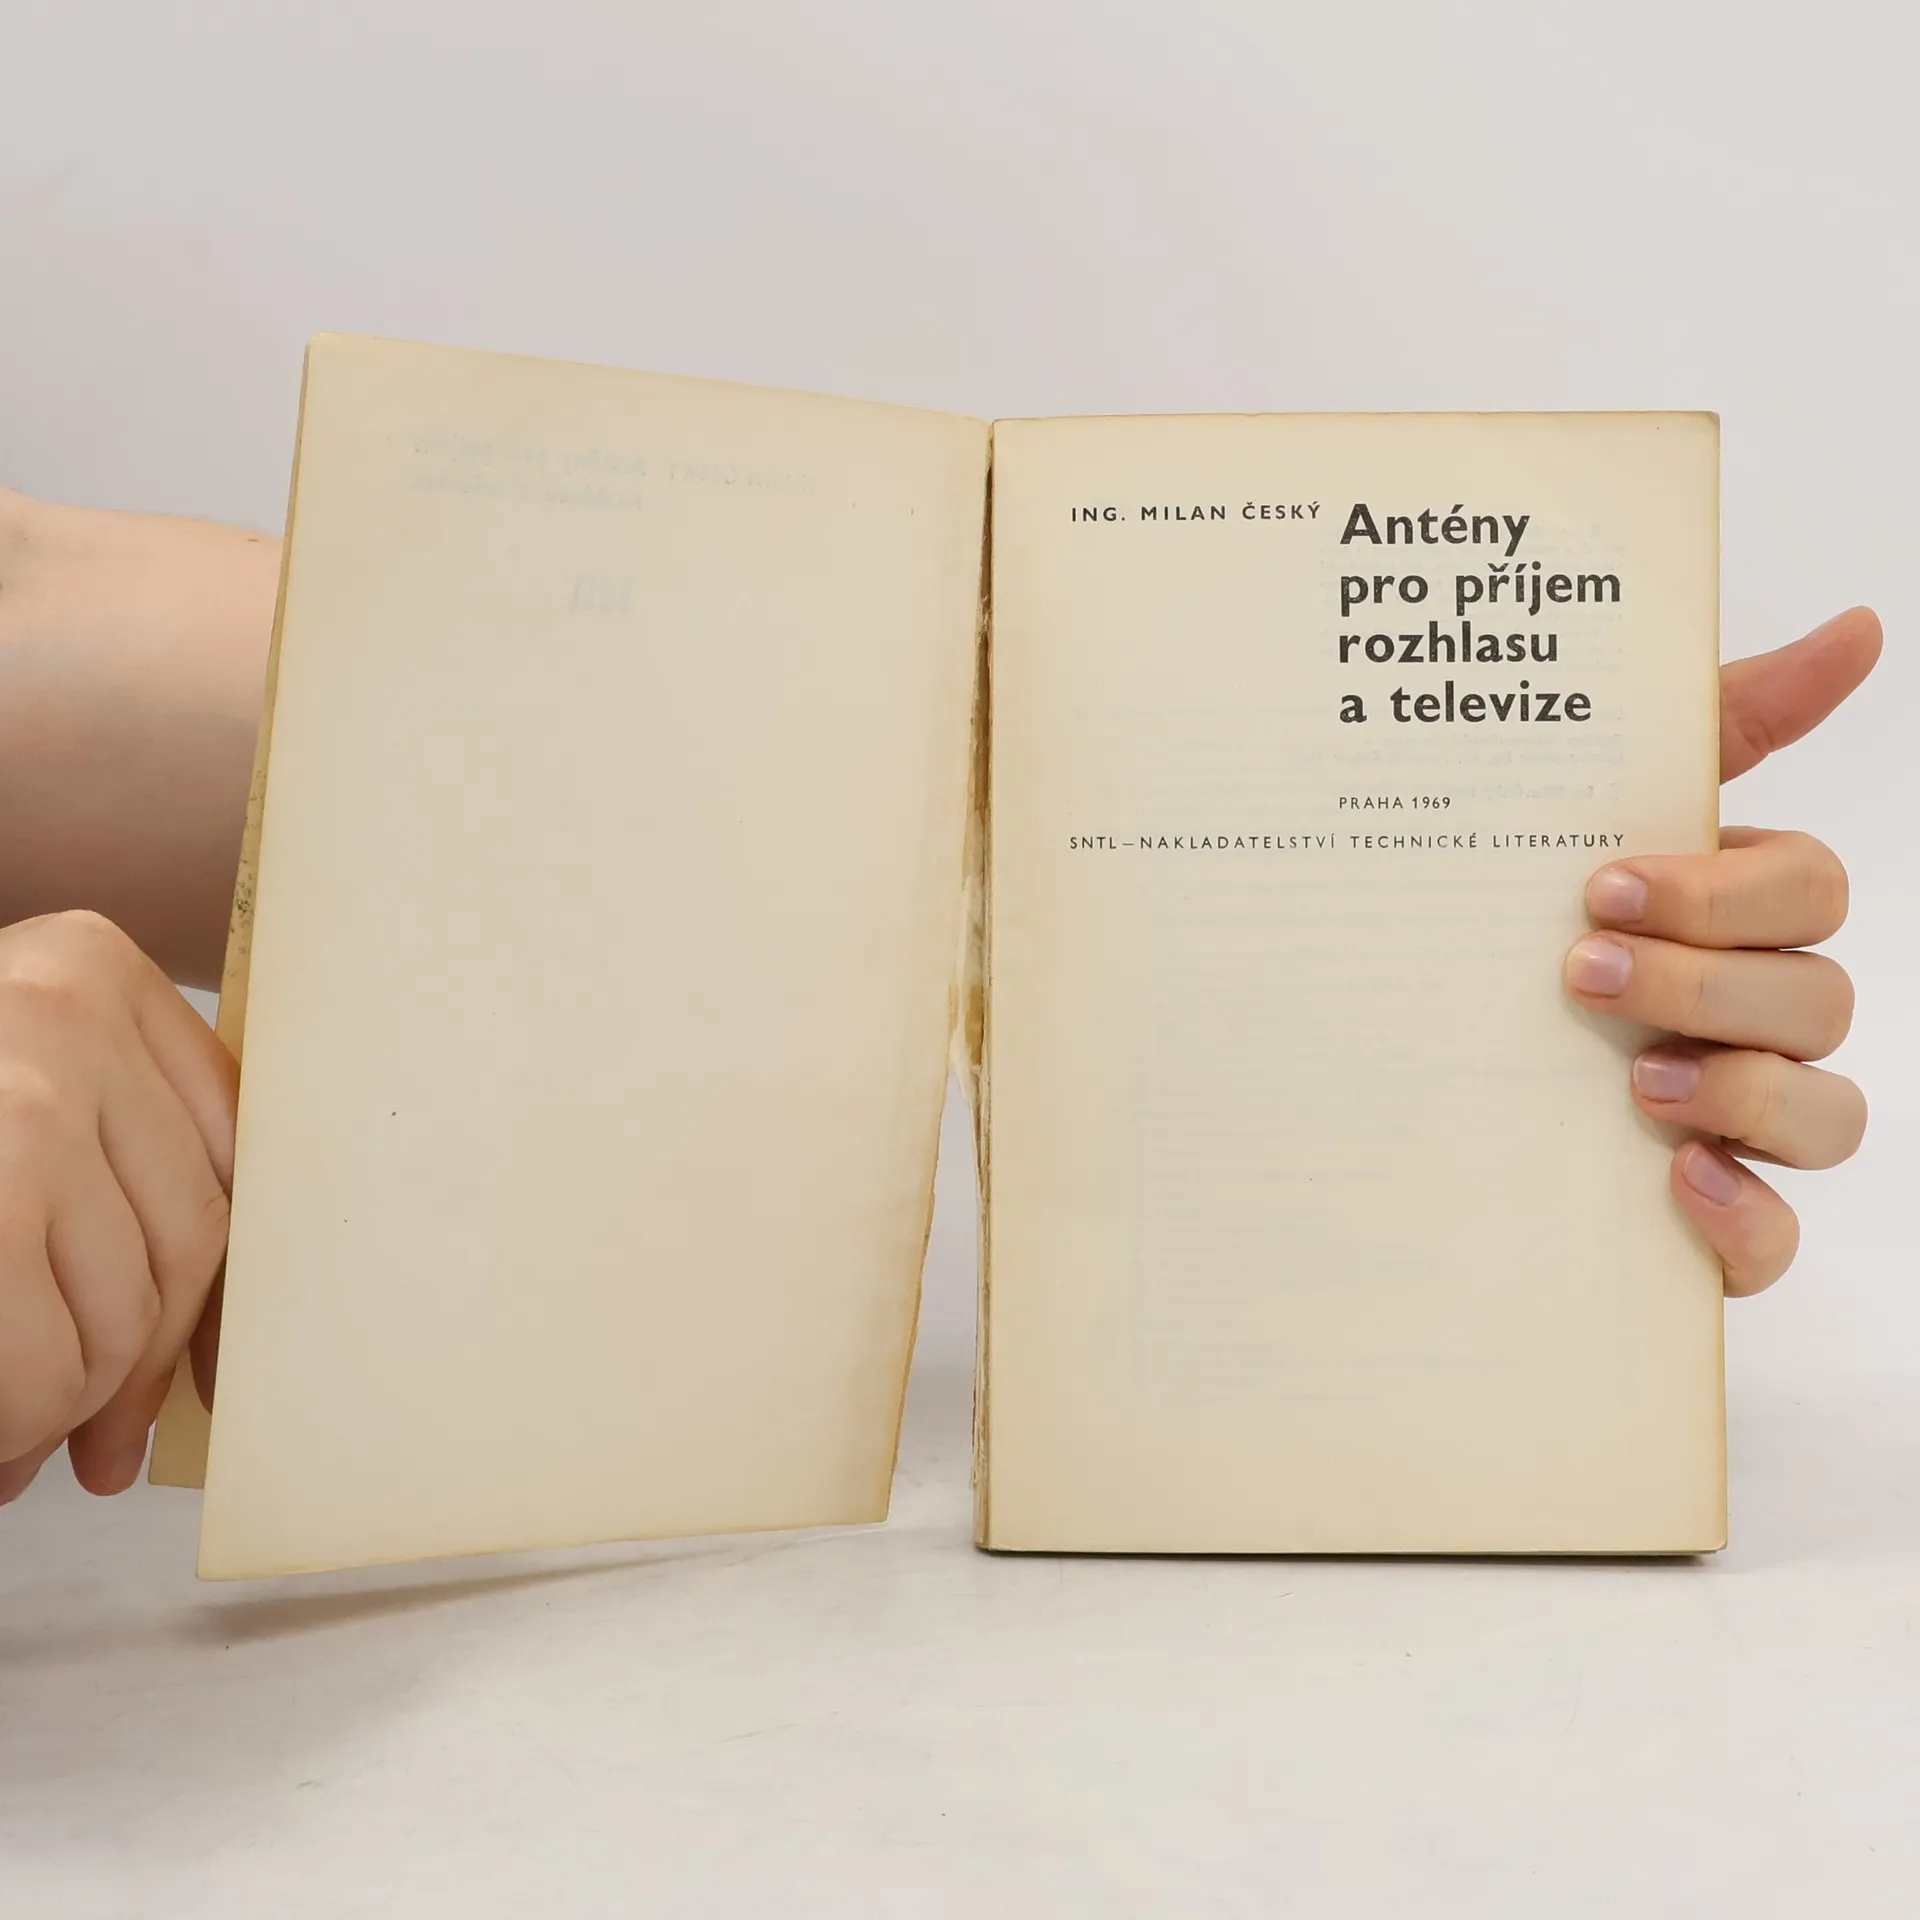 ING. MILAN ČESKÝ
Antény
pro příjem
rozhlasu
a televize
PRAHA 1969
SNTL—NAKLADATELSTVÍ TECHNICKÉ LITERATURY